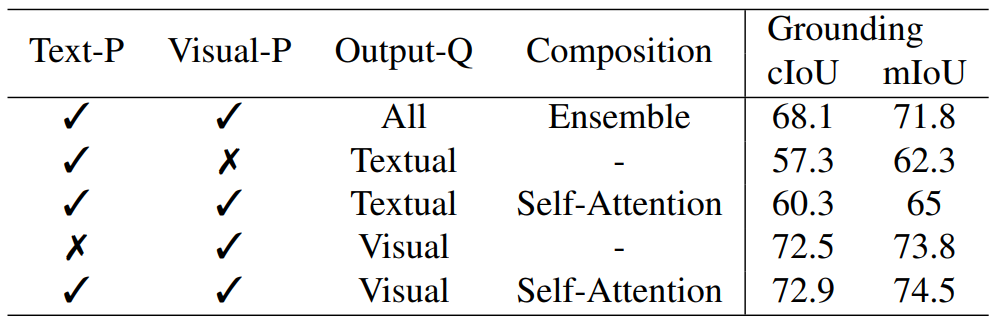 Text-P Visual-P Output-Q Composition Grounding
cIoU mIoU
✓ ✓ All Ensemble 68.1 71.8
✓ ✗ Textual - 57.3 62.3
✓ ✓ Textual Self-Attention 60.3 65
✗ ✓ Visual - 72.5 73.8
✓ ✓ Visual Self-Attention 72.9 74.5